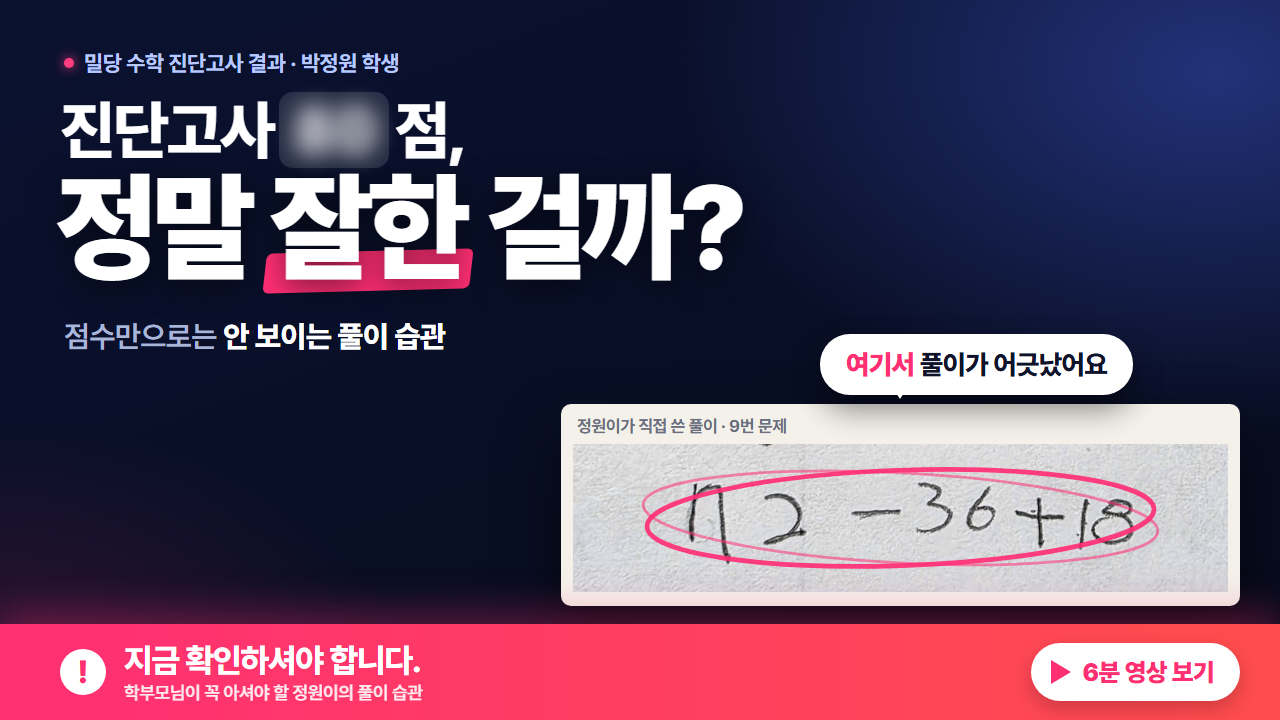 밀당 수학 진단고사 결과 · 박정원 학생
진단고사 점,
정말 잘한 걸까?
점수만으로는 안 보이는 풀이 습관
여기서 풀이가 어긋났어요
정원이가 직접 쓴 풀이 · 9번 문제
72 - 36 + 18
! 지금 확인하셔야 합니다.
학부모님이 꼭 아셔야 할 정원이의 풀이 습관
6분 영상 보기